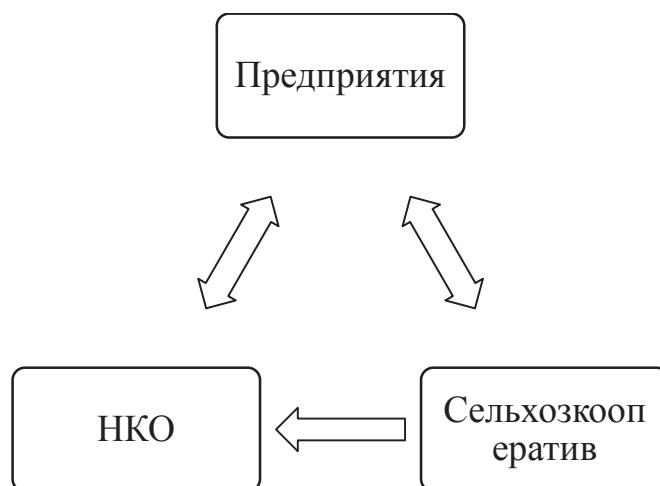 Предприятия
НКО
Сельхозкооп
ератив